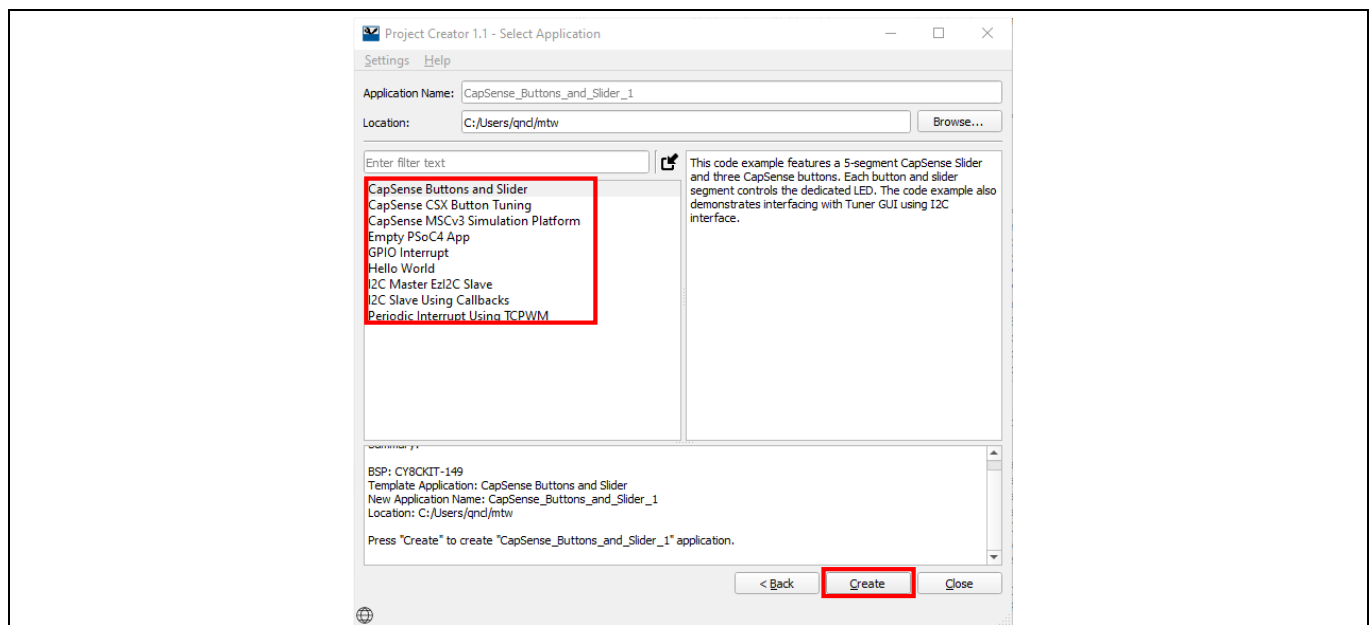 Project Creator 1.1 - Select Application
Settings Help
Application Name: CapSense_Buttons_and_Slider_1
Location: C:/Users/qncl/mtw Browse...
Enter filter text
CapSense Buttons and Slider
CapSense CSX Button Tuning
CapSense MSCv3 Simulation Platform
Empty PSoC4 App
GPIO Interrupt
Hello World
I2C Master EzI2C Slave
I2C Slave Using Callbacks
Periodic Interrupt Using TCPWM
This code example features a 5-segment CapSense Slider
and three CapSense buttons. Each button and slider
segment controls the dedicated LED. The code example also
demonstrates interfacing with Tuner GUI using I2C
interface.
Summary:
BSP: CY8CKIT-149
Template Application: CapSense Buttons and Slider
New Application Name: CapSense_Buttons_and_Slider_1
Location: C:/Users/qncl/mtw
Press "Create" to create "CapSense_Buttons_and_Slider_1" application.
< Back Create Close